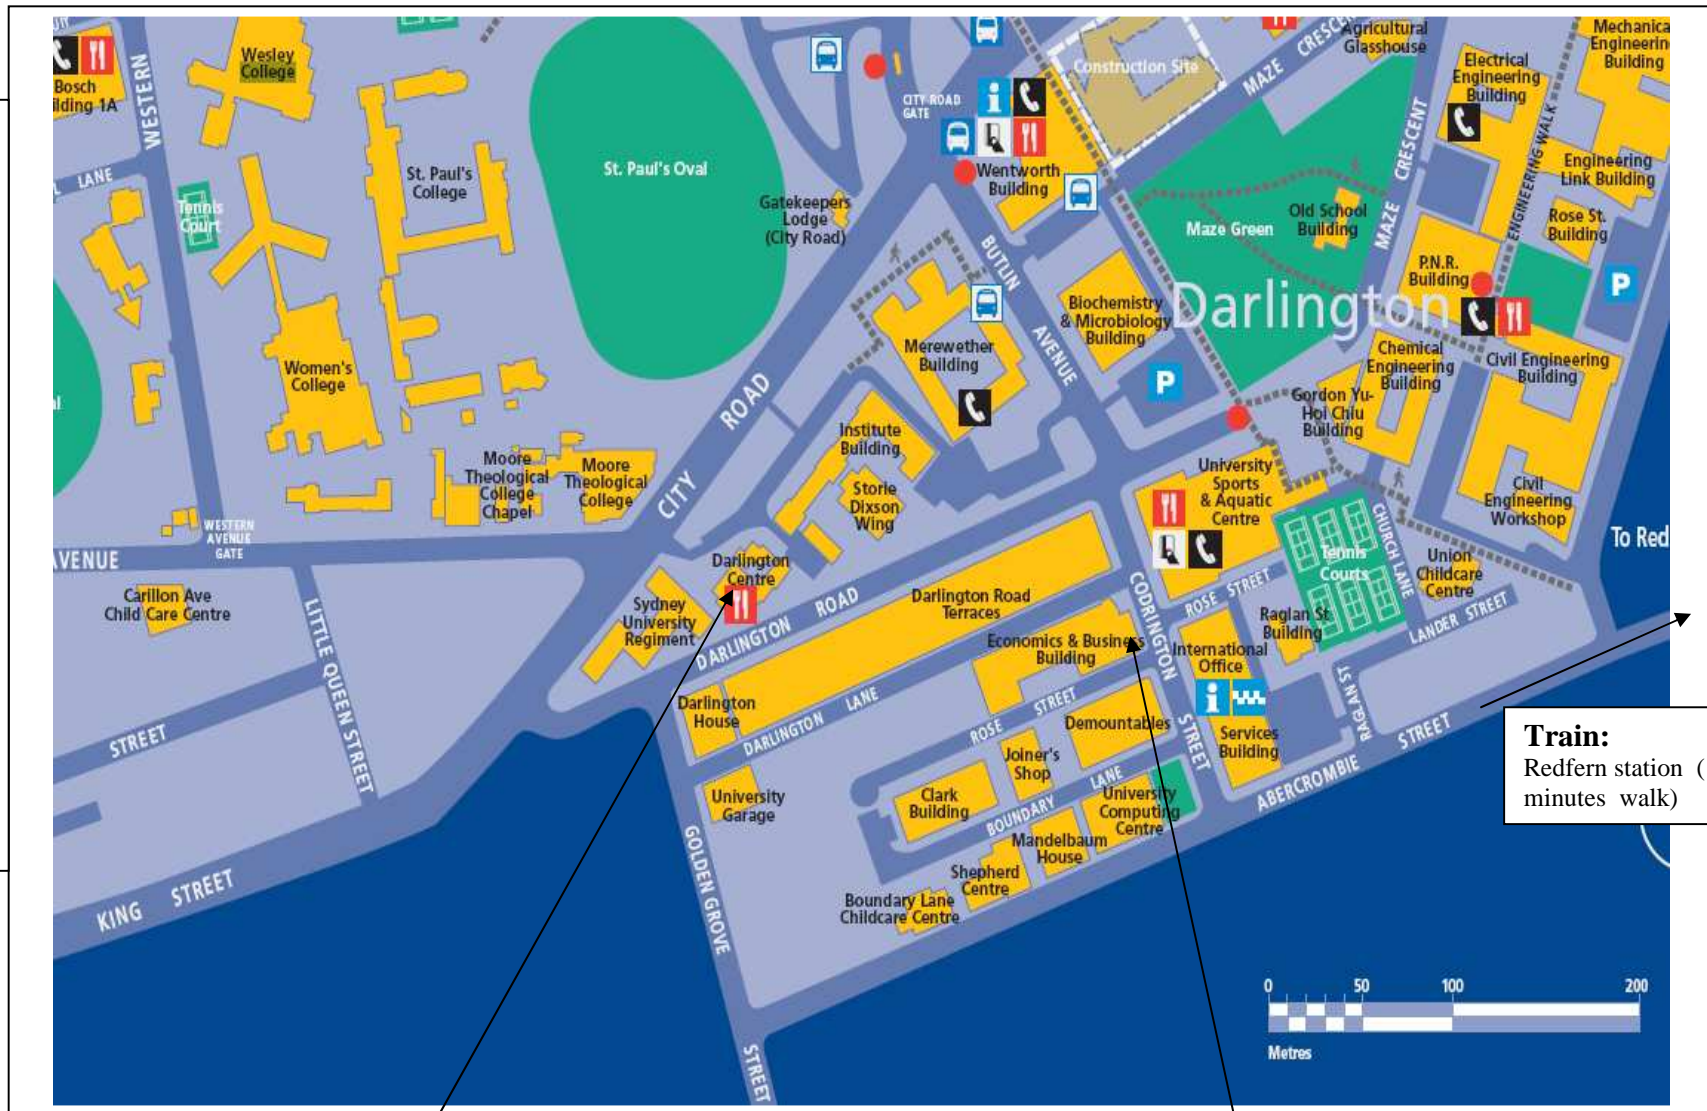 Wesley
College
Bosch
ilding 1A
WESTERN
LANE
Tennis
Court
St. Paul's
College
St. Paul's Oval
Women's
College
Moore
Theological
College
Chapel
Moore
Theological
College
WESTERN
AVENUE
GATE
AVENUE
Carillon Ave
Child Care Centre
LITTLE QUEEN STREET
STREET
KING STREET
CITY ROAD
CITY ROAD
GATE
Gatekeepers
Lodge
(City Road)
i
Wentworth
Building
Construction Site
MAZE CRESCEN
Agricultural
Glasshouse
Electrical
Engineering
Building
Mechanica
Engineerin
Building
ENGINEERING WALK
Engineering
Link Building
Rose St.
Building
MAZE CRESCENT
Old School
Building
Maze Green
P.N.R.
Building
P
Darlington
BUTLIN AVENUE
Biochemistry
& Microbiology
Building
P
Merewether
Building
Chemical
Engineering
Building
Civil Engineering
Building
Gordon Yu-
Hoi Chiu
Building
Institute
Building
Storie
Dixson
Wing
University
Sports
& Aquatic
Centre
Civil
Engineering
Workshop
CHURCH LANE
Tennis
Courts
Union
Childcare
Centre
To Red
Darlington
Centre
Sydney
University
Regiment
DARLINGTON ROAD
Darlington Road
Terraces
Economics & Business
Building
CODRINGTON STREET
ROSE STREET
Raglan St
Building
LANDER STREET
International
Office
i
RAGLAN ST
Darlington
House
DARLINGTON LANE
ROSE STREET
Demountables
Services
Building
Joiner's
Shop
University
Garage
Clark
Building
BOUNDARY LANE
University
Computing
Centre
Mandelbaum
House
Shepherd
Centre
Boundary Lane
Childcare Centre
ABERCROMBIE STREET
GOLDEN GROVE STREET
Train:
Redfern station (
minutes walk)
0 50 100 200
Metres